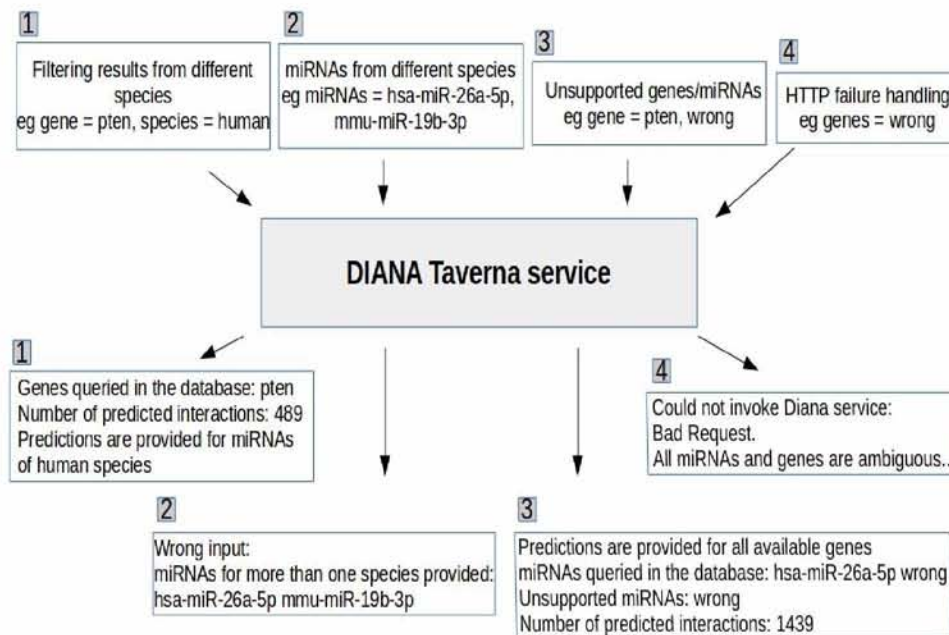 1
Filtering results from different
species
eg gene = pten, species = human
2
miRNAs from different species
eg miRNAs = hsa-miR-26a-5p,
mmu-miR-19b-3p
3
Unsupported genes/miRNAs
eg gene = pten, wrong
4
HTTP failure handling
eg genes = wrong
DIANA Taverna service
1
Genes queried in the database: pten
Number of predicted interactions: 489
Predictions are provided for miRNAs
of human species
2
Wrong input:
miRNAs for more than one species provided:
hsa-miR-26a-5p mmu-miR-19b-3p
3
Predictions are provided for all available genes
miRNAs queried in the database: hsa-miR-26a-5p wrong
Unsupported miRNAs: wrong
Number of predicted interactions: 1439
4
Could not invoke Diana service:
Bad Request.
All miRNAs and genes are ambiguous..